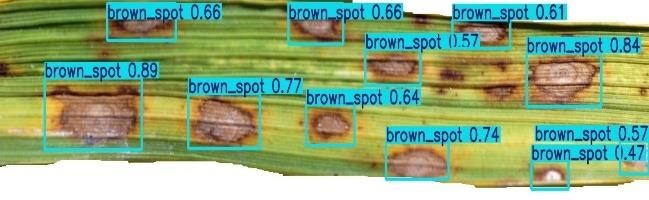 brown_spot 0.66
brown_spot 0.66
brown_spot 0.61
brown_spot 0.57
brown_spot 0.84
brown_spot 0.89
brown_spot 0.77
brown_spot 0.64
brown_spot 0.74
brown_spot 0.57
brown_spot 0.47